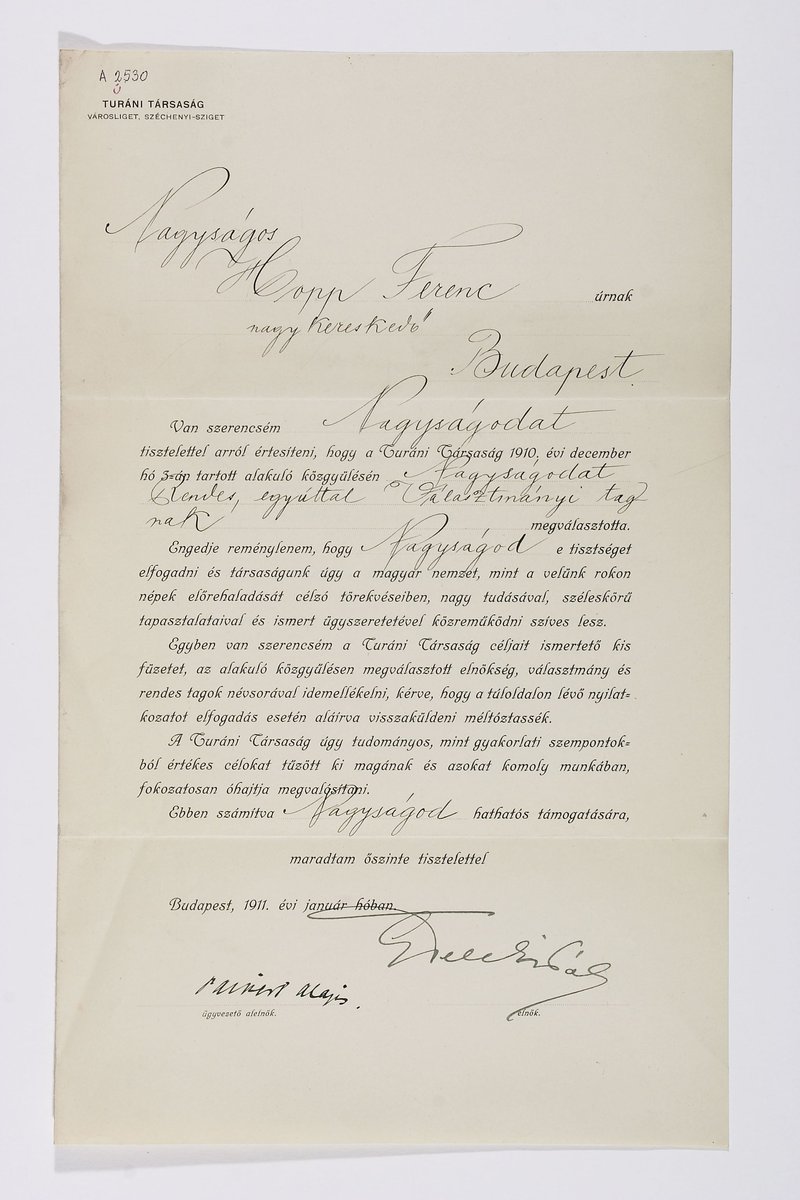 A 2530
TURÁNI TÁRSASÁG
VÁROSLIGET, SZÉCHENYI-SZIGET
Nagyságos
Hopp Ferenc úrnak
nagykereskedő
Budapest
Van szerencsém Nagyságodat
tisztelettel arról értesíteni, hogy a Turáni Társaság 1910. évi december
hó 3-án tartott alakuló közgyűlésén Nagyságodat
Rendes, egyúttal Választmányi tag
nak
megválasztotta.
Engedje reménylenem, hogy Nagyságod e tisztséget
elfogadni és társaságunk úgy a magyar nemzet, mint a velünk rokon
népek előrehaladását célzó törekvéseiben, nagy tudásával, széleskörű
tapasztalataival és ismert ügyszeretetével közreműködni szíves lesz.
Egyben van szerencsém a Turáni Társaság céljait ismertető kis
füzetet, az alakuló közgyűlésen megválasztott elnökség, választmány és
rendes tagok névsorával idemellékelni, kérve, hogy a túloldalon lévő nyilat=
kozatot elfogadás esetén aláírva visszaküldeni méltóztassék.
A Turáni Társaság úgy tudományos, mint gyakorlati szempontok=
ból értékes célokat tűzött ki magának és azokat komoly munkában,
fokozatosan óhajtja megvalósítani.
Ebben számítva Nagyságod hathatós támogatására,
maradtam őszinte tisztelettel
Budapest, 1911. évi január hóban.
Teleki Pál
Paikert Alajos.
ügyvezető alelnök.
elnök.